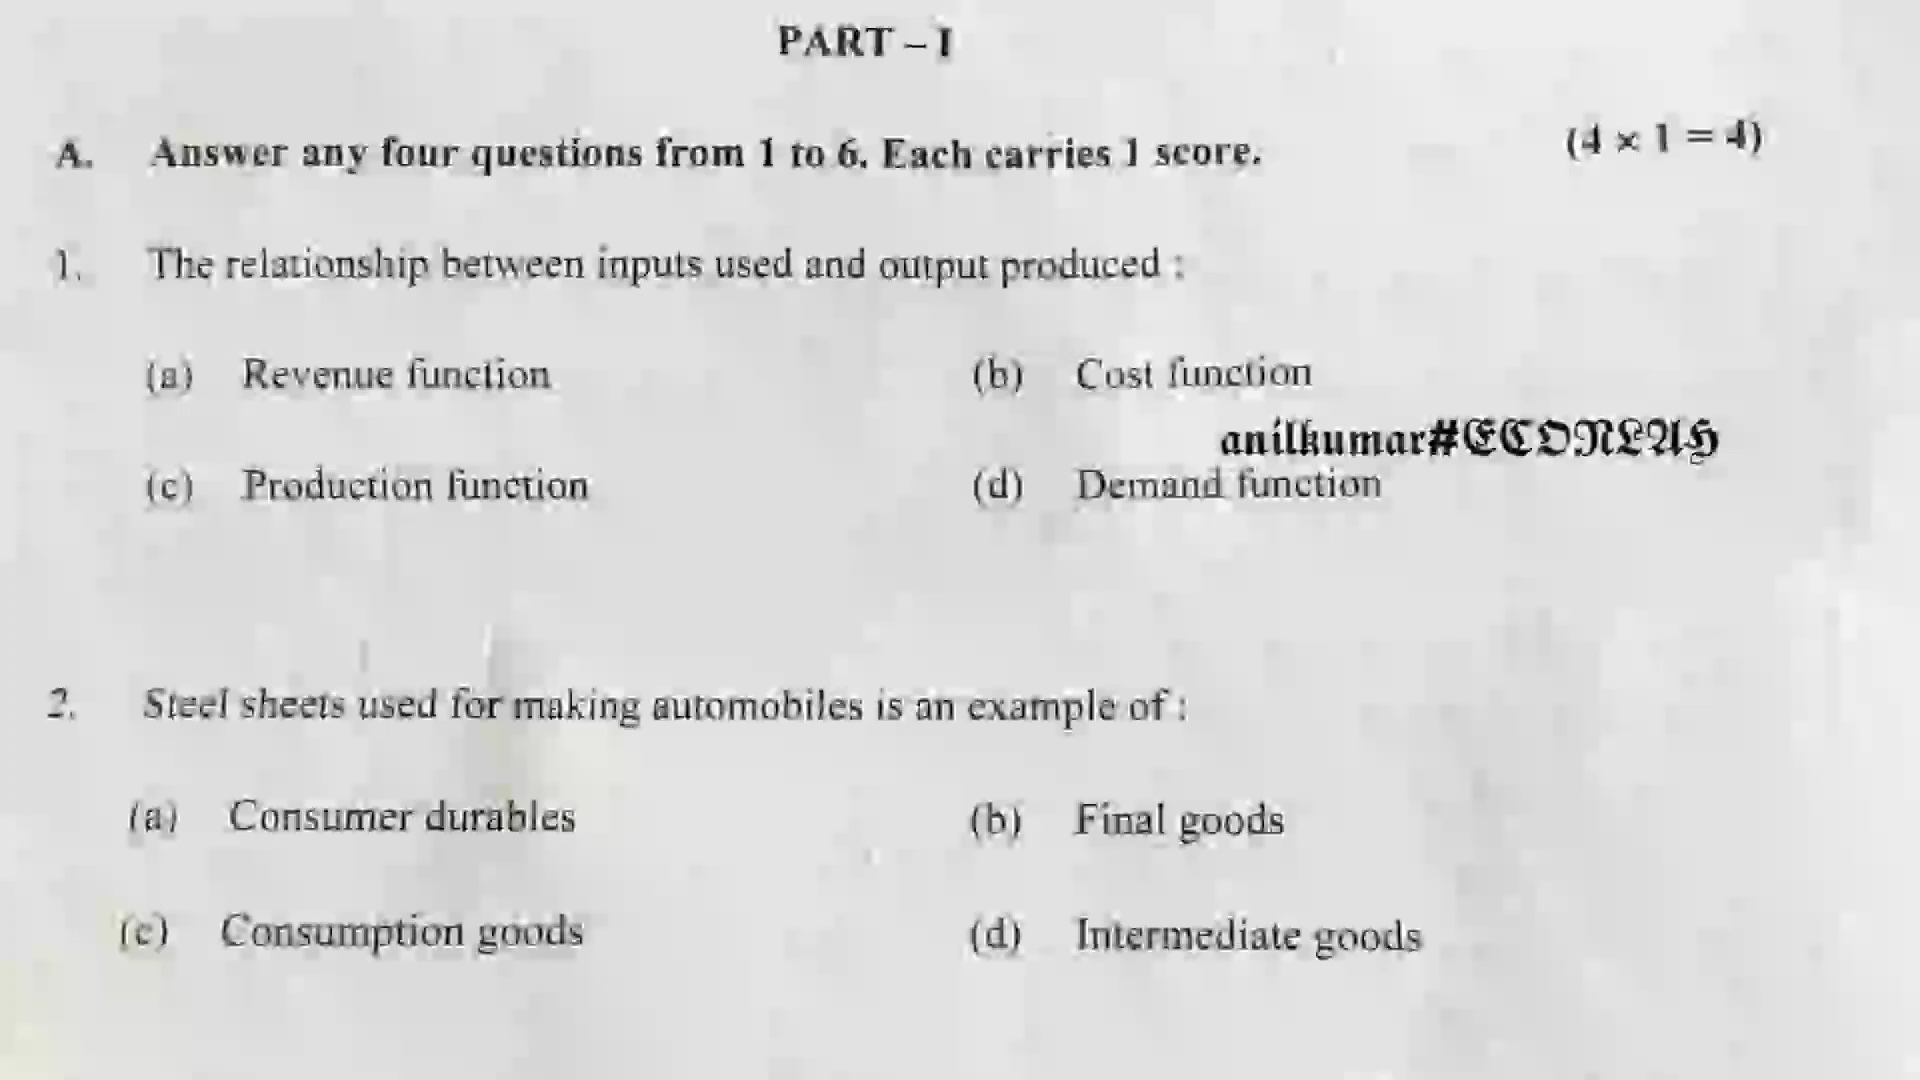 PART – I
A. Answer any four questions from 1 to 6. Each carries 1 score. (4 × 1 = 4)
1. The relationship between inputs used and output produced :
(a) Revenue function (b) Cost function
anilkumar#ECONLAH
(c) Production function (d) Demand function
2. Steel sheets used for making automobiles is an example of :
(a) Consumer durables (b) Final goods
(c) Consumption goods (d) Intermediate goods